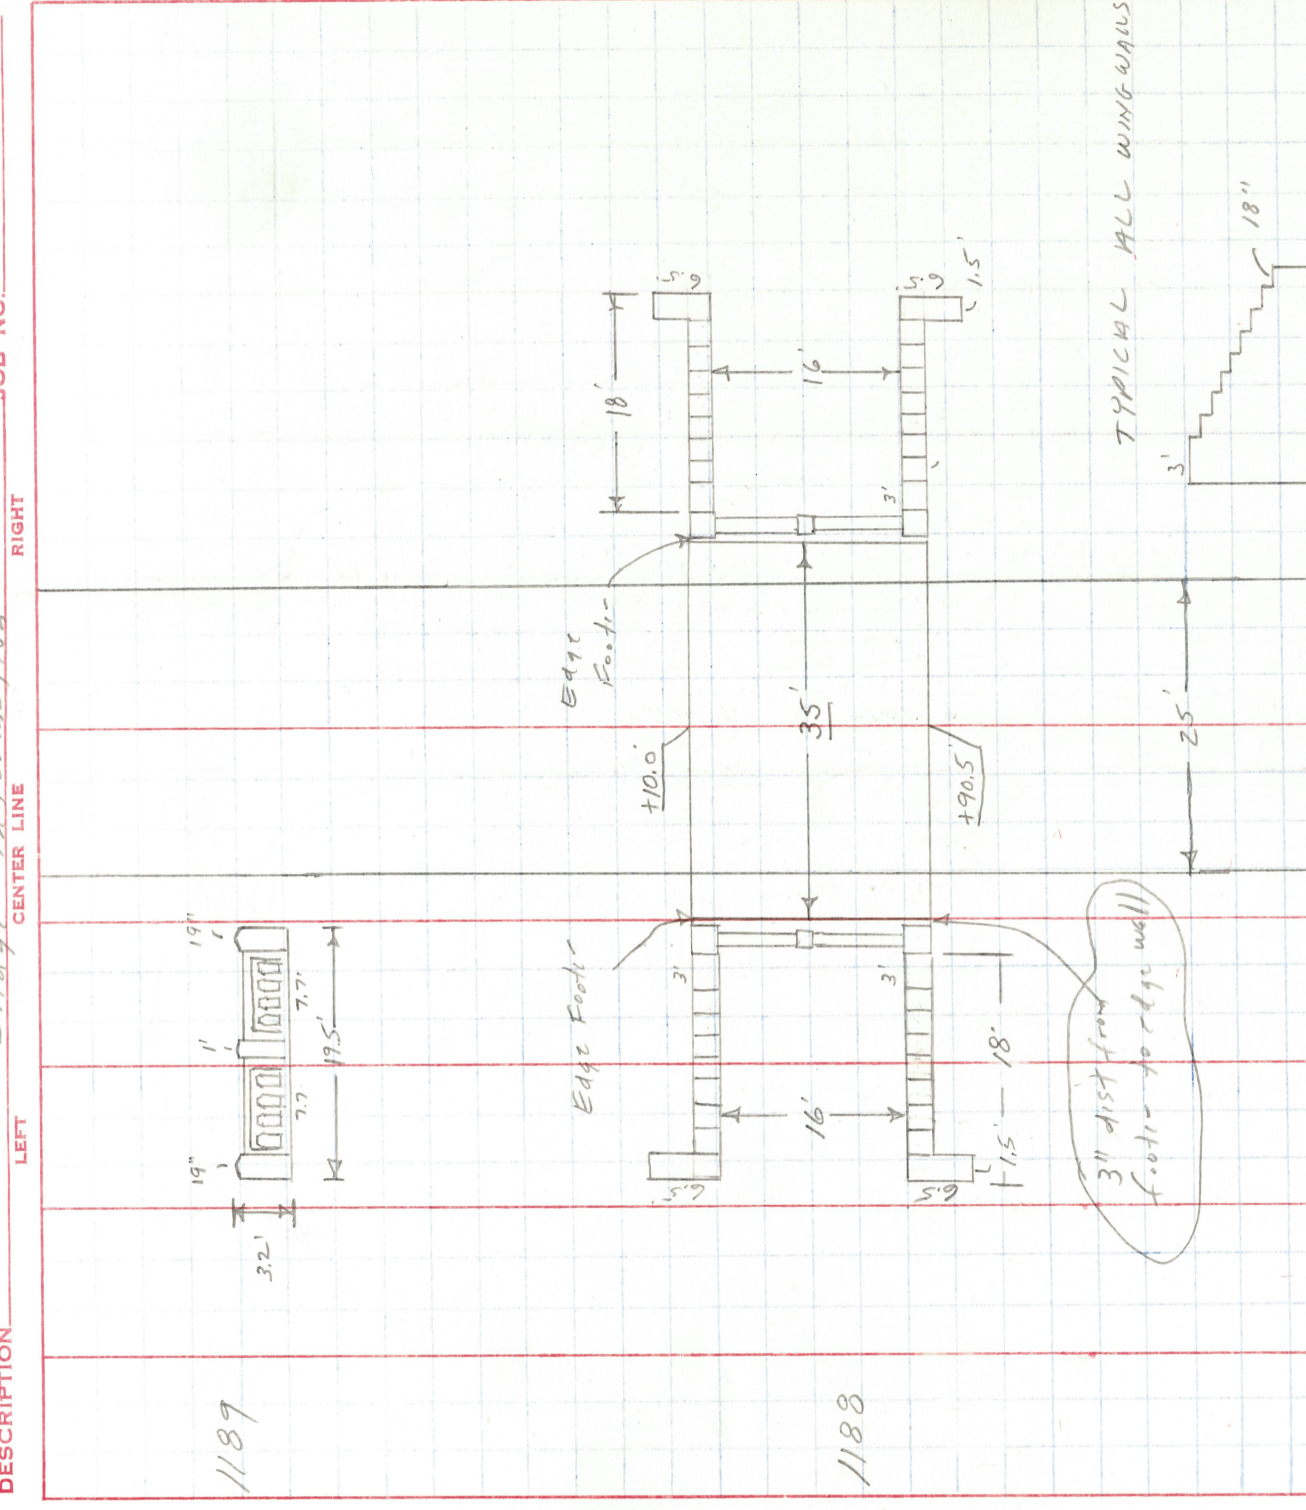 DESCRIPTION
LEFT
CENTER LINE
RIGHT
1189
3.2'
19"
1'
19"
7.7'
7.7'
19.5'
Edge Footer
Edge
Footer
18'
+10.0'
3'
16'
35'
16'
1188
3'
3'
+90.5'
1.5'
18'
1.5'
3" dist from
footer to edge wall
25'
TYPICAL ALL WINGWALLS
3'
18"